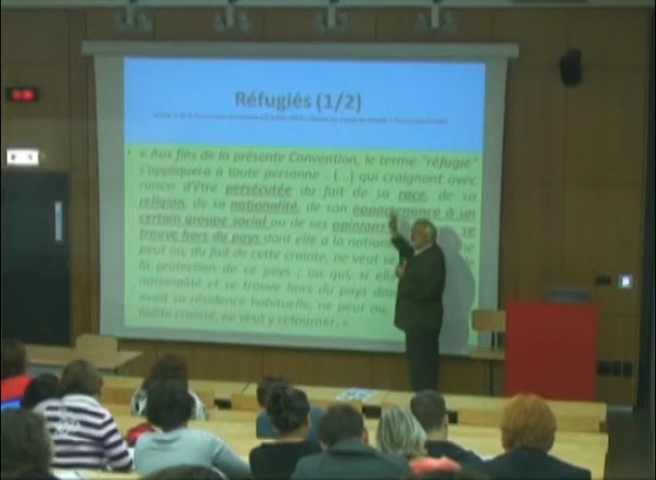 Réfugiés (1/2)
• « Aux fins de la présente Convention, le terme "réfugié"
s'appliquera à toute personne : (...) qui craignant avec
raison d'être persécutée du fait de sa race, de sa
religion, de sa nationalité, de son appartenance à un
certain groupe social ou de ses opinions se
trouve hors du pays dont elle a la nationalité ne
peut ou, du fait de cette crainte, ne veut se
la protection de ce pays ; ou qui, si elle
nationalité et se trouve hors du pays dans
avait sa résidence habituelle, ne peut ou,
ladite crainte, ne veut y retourner. »